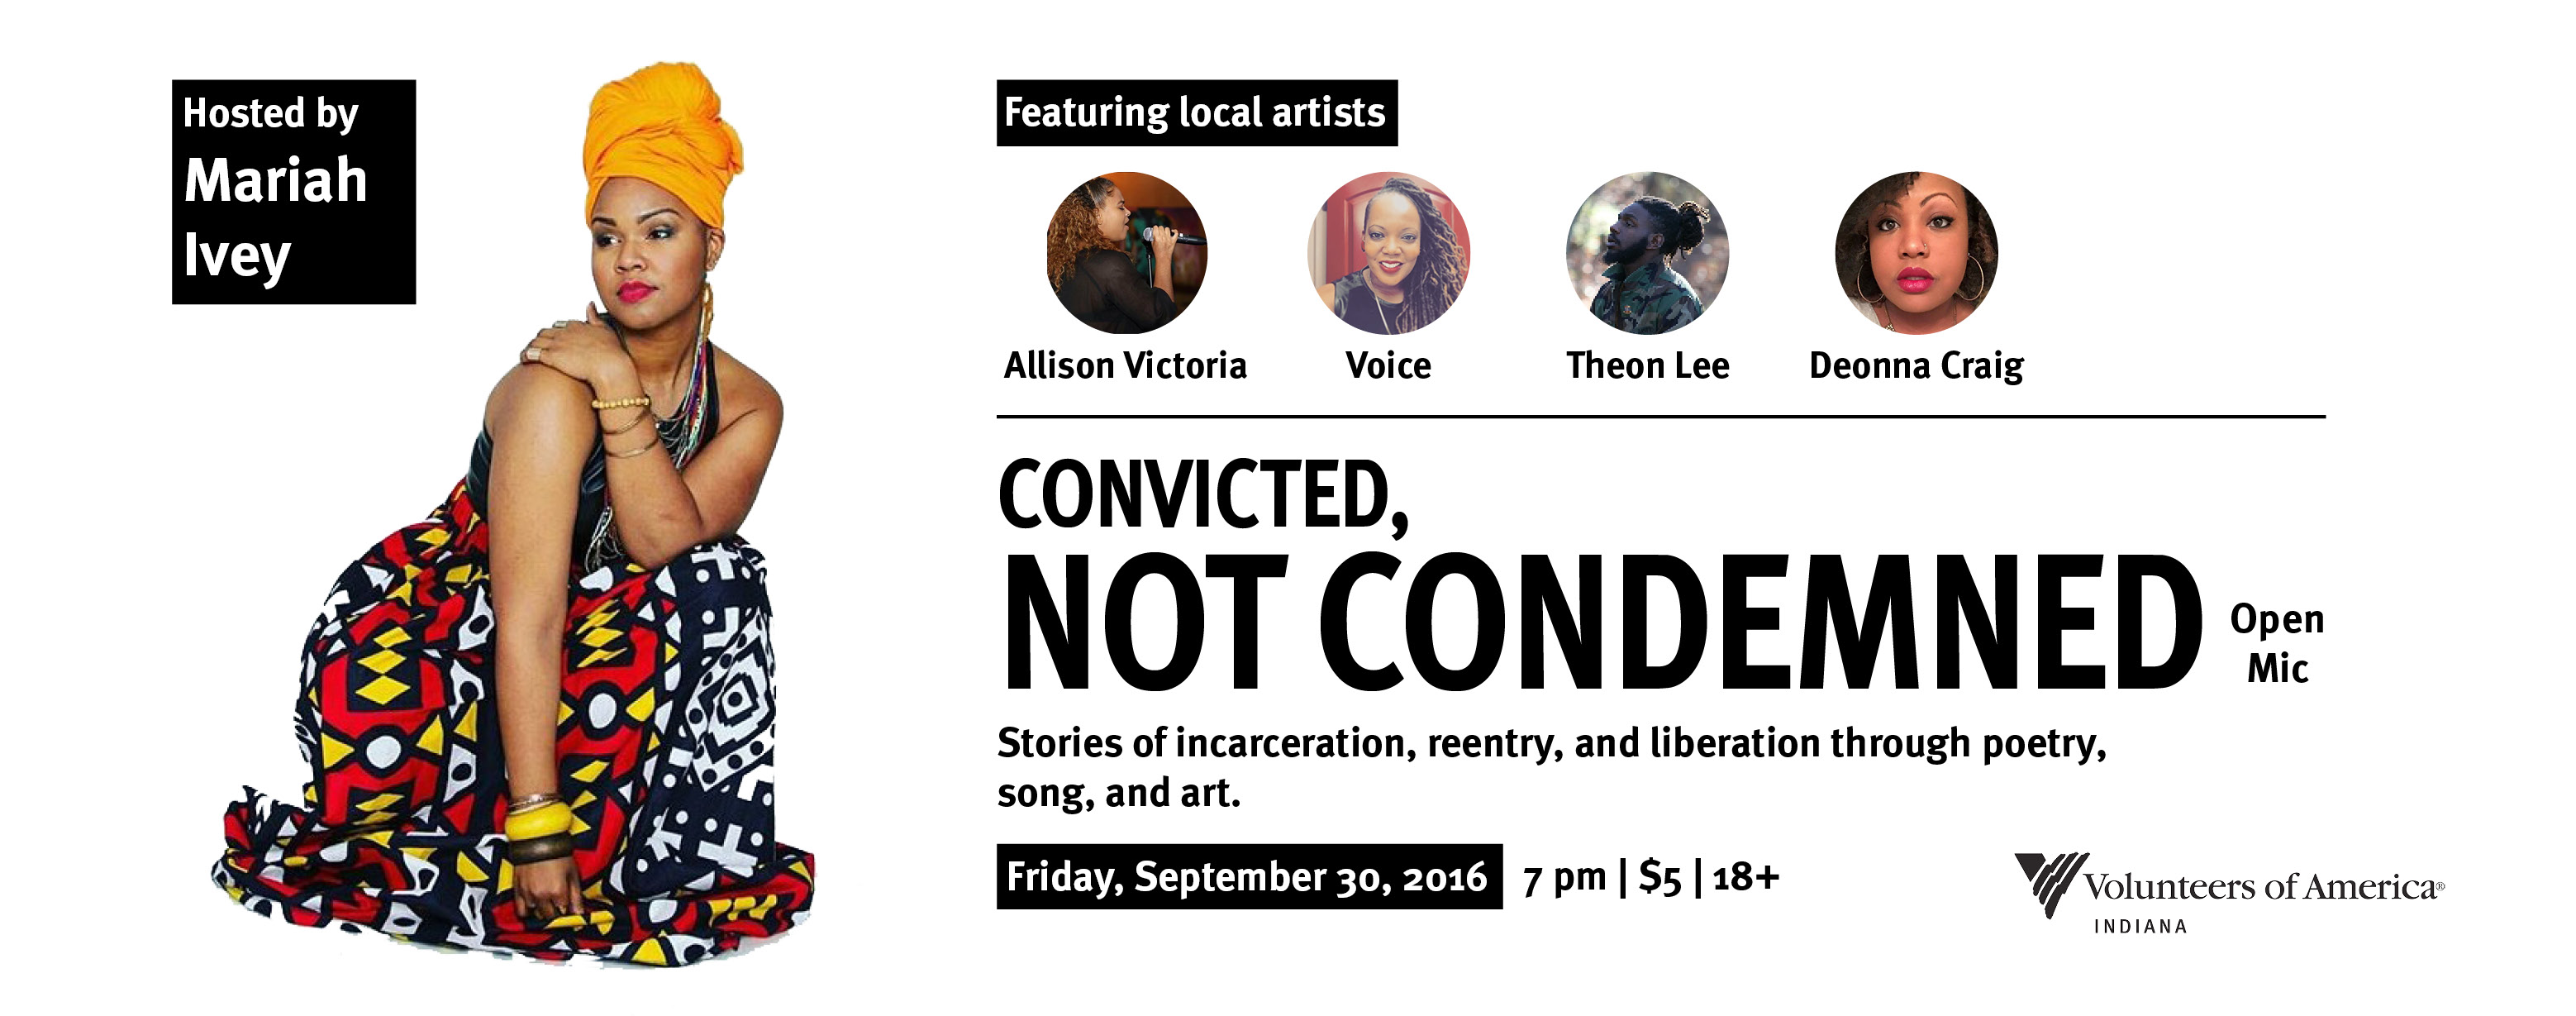 Hosted by
Mariah
Ivey
Featuring local artists
Allison Victoria
Voice
Theon Lee
Deonna Craig
CONVICTED,
NOT CONDEMNED
Open
Mic
Stories of incarceration, reentry, and liberation through poetry,
song, and art.
Friday, September 30, 2016 7 pm | $5 | 18+
Volunteers of America®
INDIANA